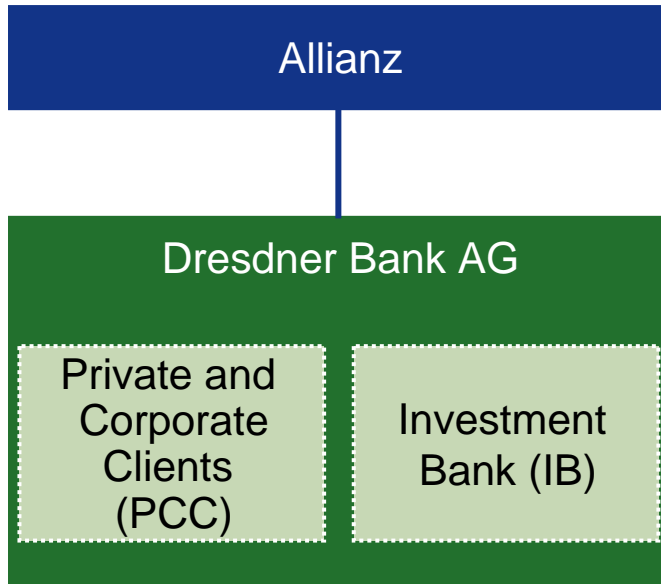 Allianz
Dresdner Bank AG
Private and
Corporate
Clients
(PCC)
Investment
Bank (IB)